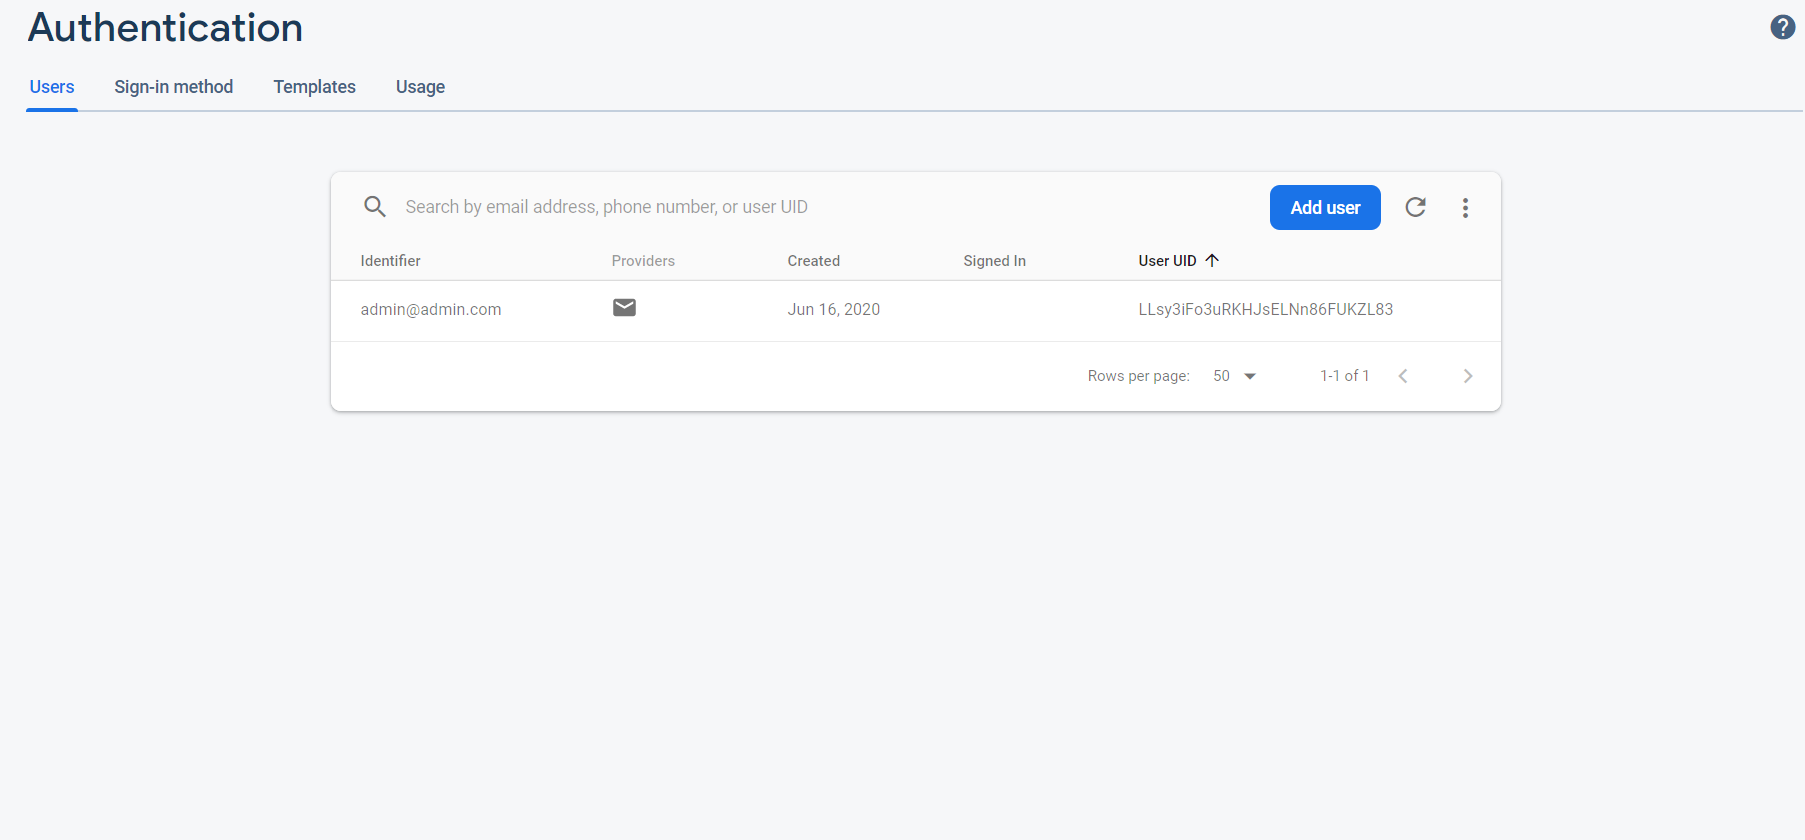 Authentication
?
Users Sign-in method Templates Usage
Search by email address, phone number, or user UID Add user
Identifier Providers Created Signed In User UID
admin@admin.com Jun 16, 2020 LLsy3iFo3uRKHJsELNn86FUKZL83
Rows per page: 50 1-1 of 1